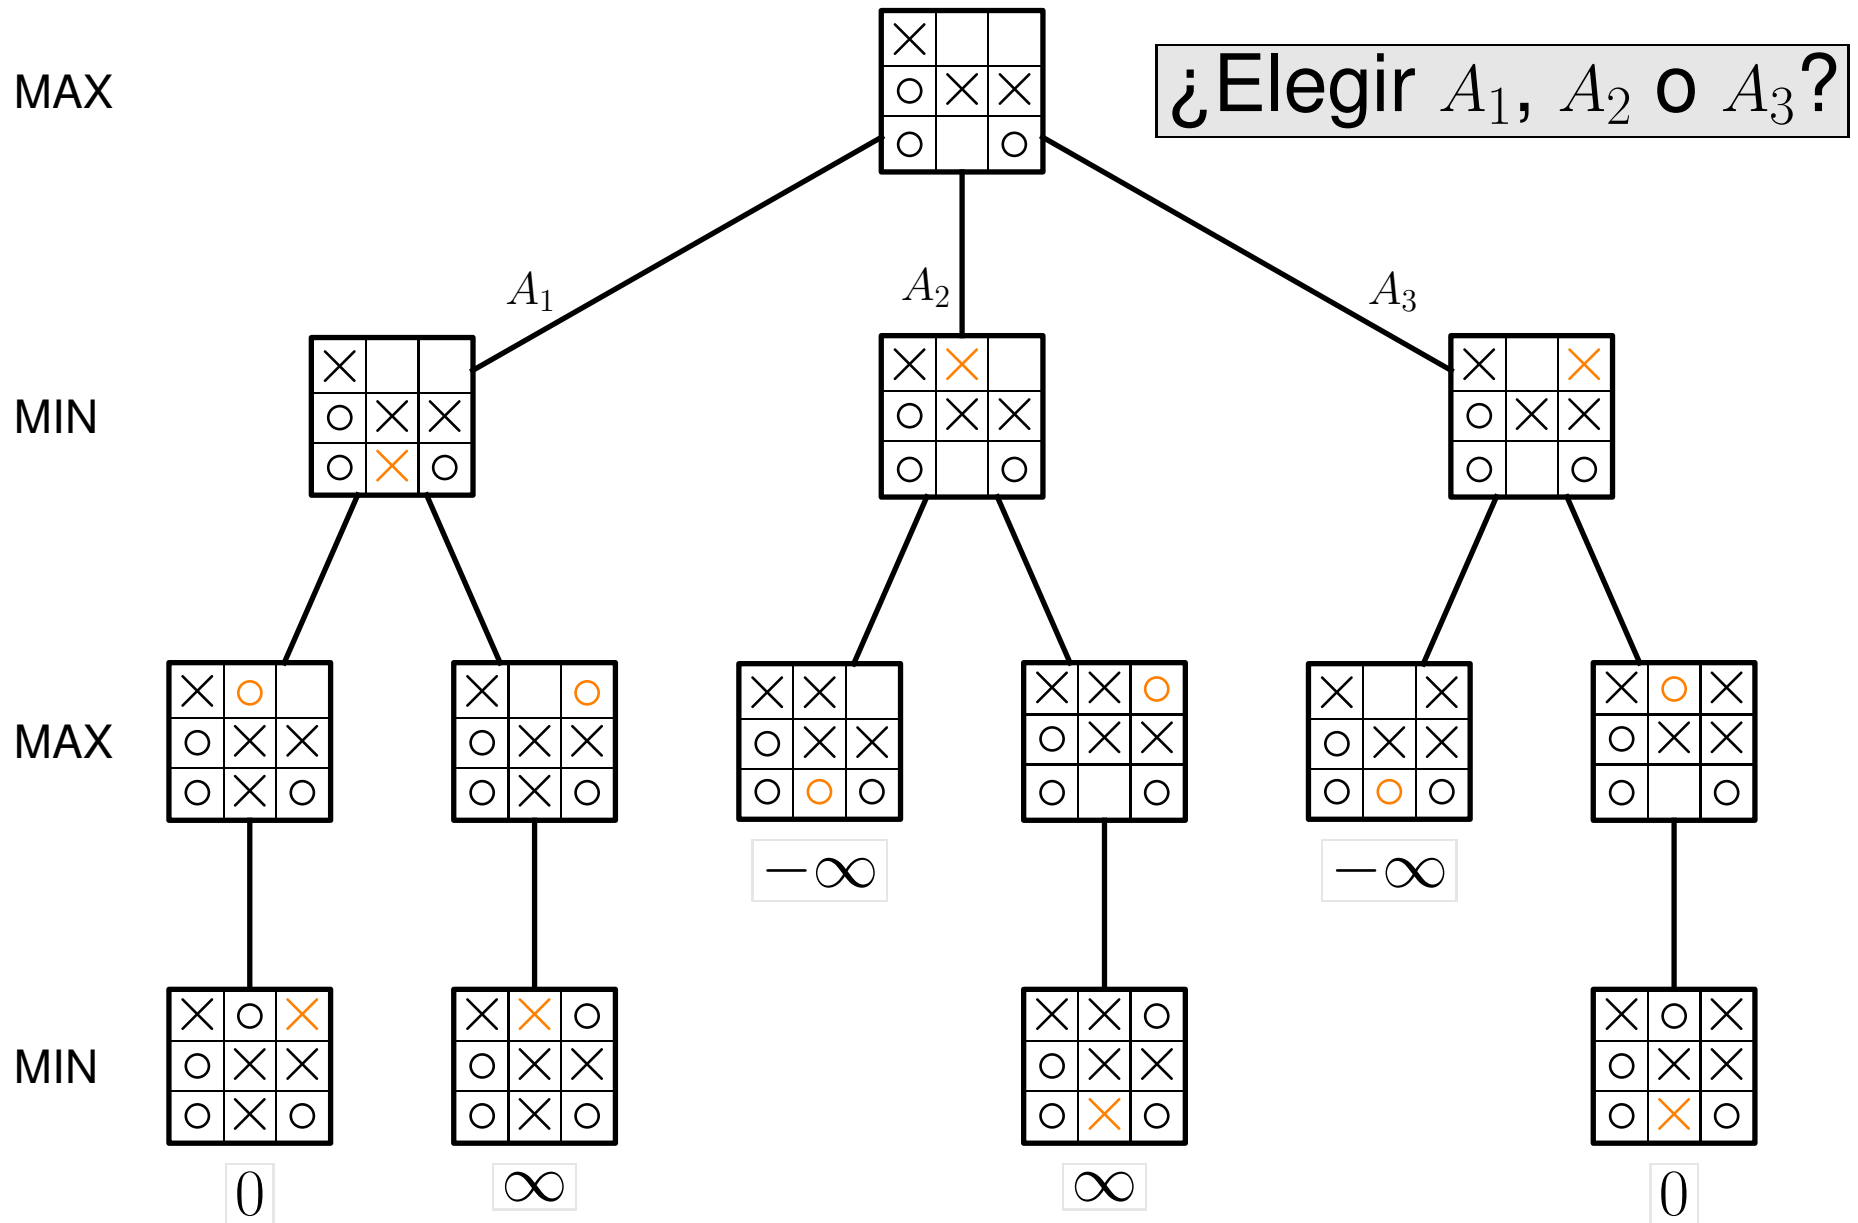 MAX
¿Elegir A₁, A₂ o A₃?
A₁
A₂
A₃
MIN
MAX
−∞
−∞
MIN
0
∞
∞
0